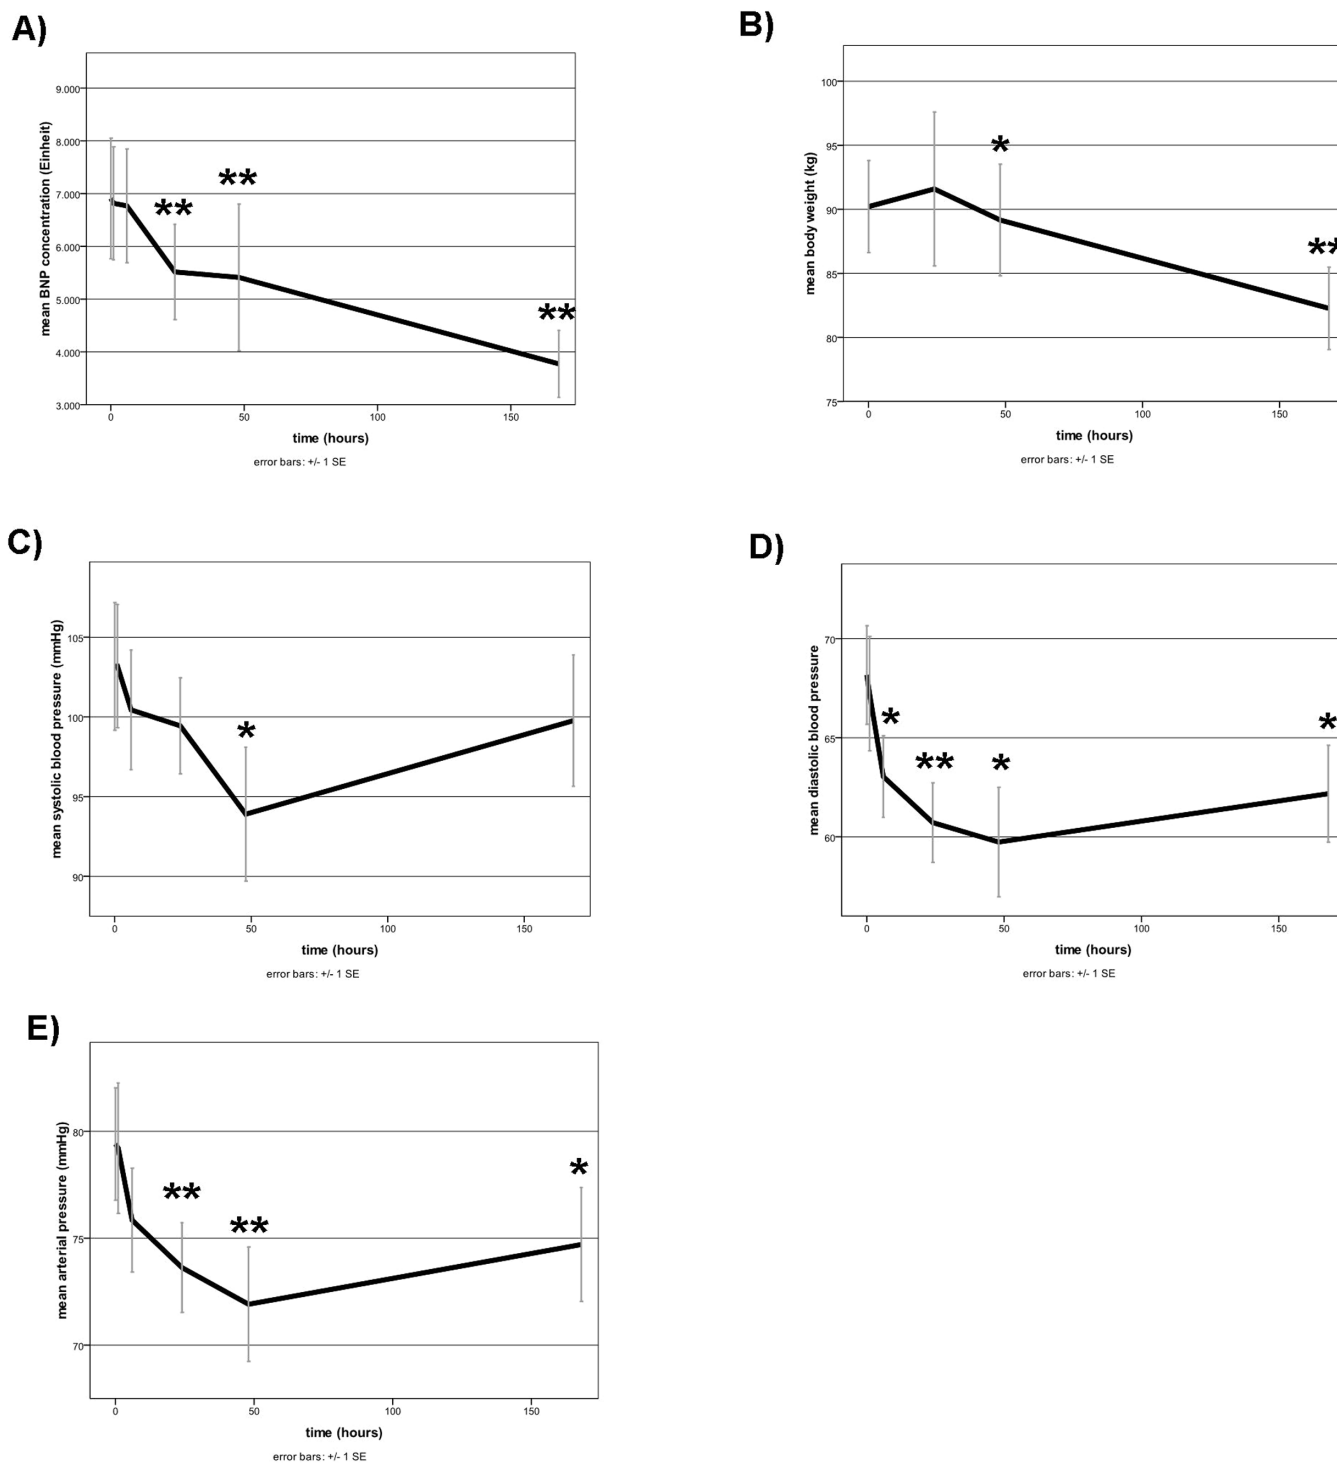 A)
9.000
8.000
7.000
6.000
5.000
4.000
3.000
mean BNP concentration (Einheit)
**
**
**
0
50
100
150
time (hours)
error bars: +/- 1 SE
B)
100
95
90
85
80
75
mean body weight (kg)
*
**
0
50
100
150
time (hours)
error bars: +/- 1 SE
C)
105
100
95
90
mean systolic blood pressure (mmHg)
*
0
50
100
150
time (hours)
error bars: +/- 1 SE
D)
70
65
60
mean diastolic blood pressure
*
**
*
*
0
50
100
150
time (hours)
error bars: +/- 1 SE
E)
80
75
70
mean arterial pressure (mmHg)
**
**
*
0
50
100
150
time (hours)
error bars: +/- 1 SE